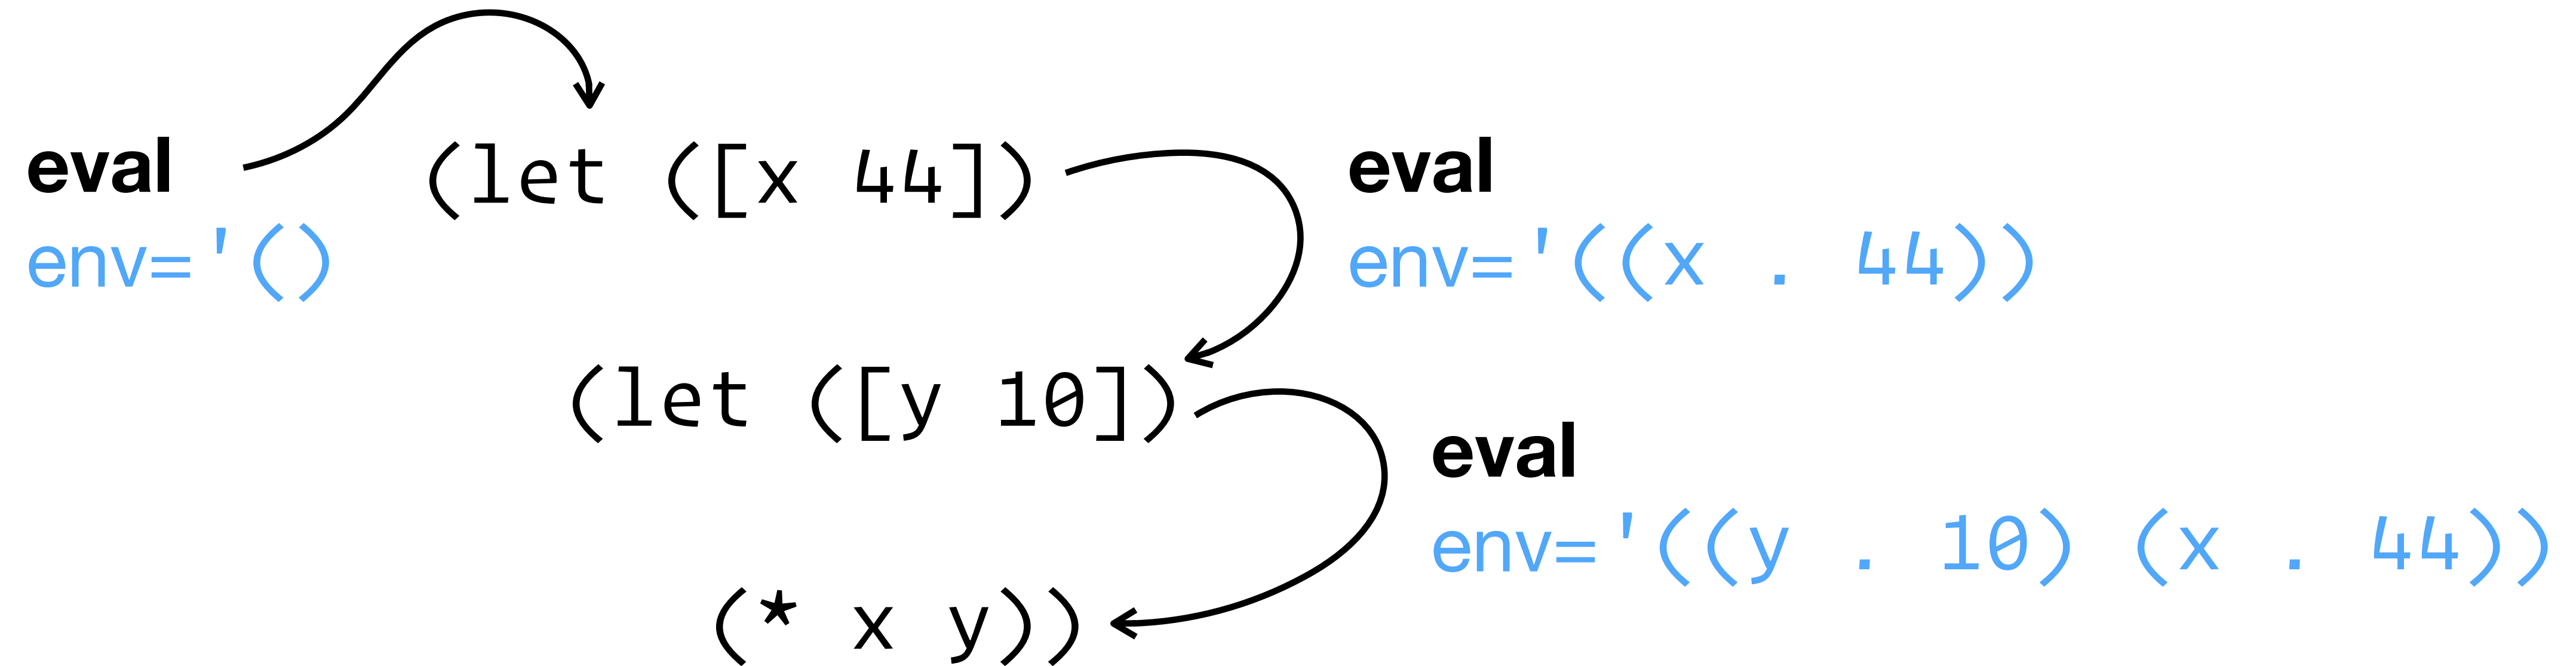 eval
env='()
(let ([x 44])
eval
env='((x . 44))
(let ([y 10])
eval
env='((y . 10) (x . 44))
(* x y))